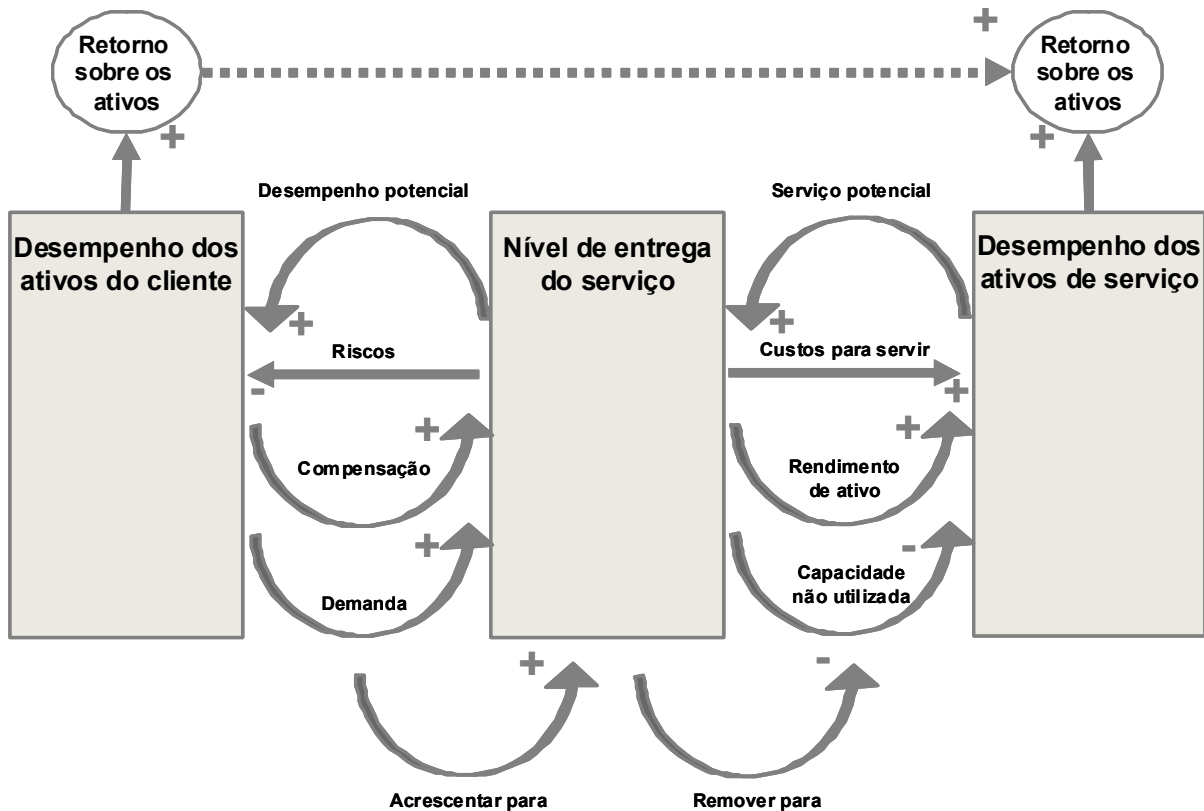 Retorno
sobre os
ativos
+
+
Retorno
sobre os
ativos
+
+
Desempenho potencial
Serviço potencial
Desempenho dos
ativos do cliente
Nível de entrega
do serviço
Desempenho dos
ativos de serviço
+
+
Riscos
Custos para servir
-
+
+
+
Compensação
Rendimento
de ativo
+
-
Demanda
Capacidade
não utilizada
+
-
Acrescentar para
Remover para